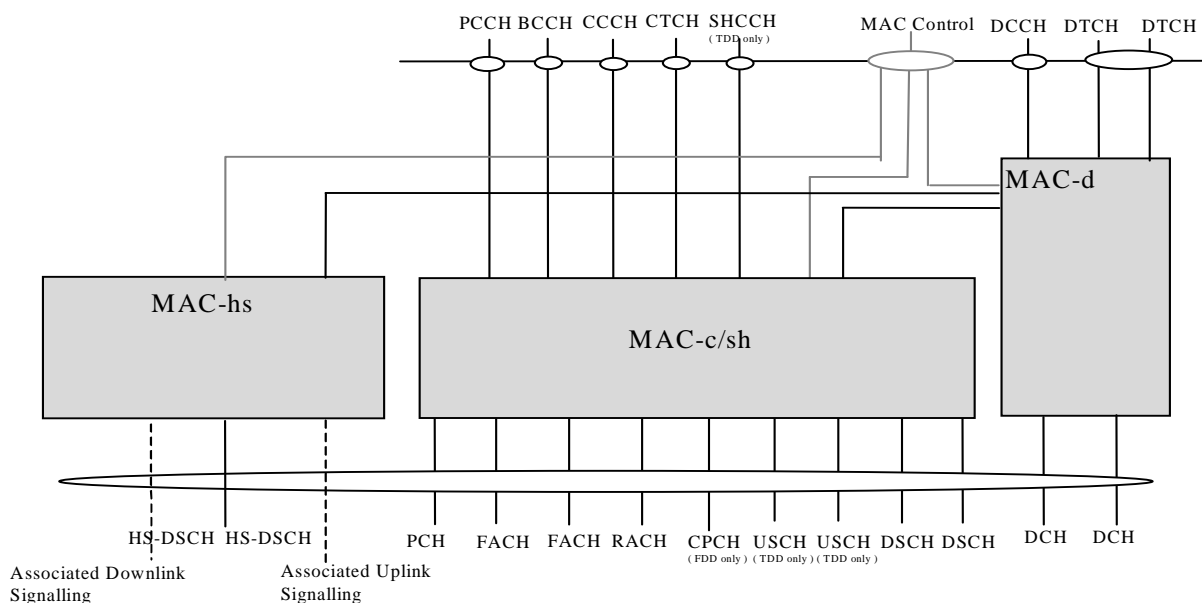 PCCH BCCH CCCH CTCH SHCCH MAC Control DCCH DTCH DTCH
( TDD only )
MAC-d
MAC-hs
MAC-c/sh
HS-DSCH HS-DSCH PCH FACH FACH RACH CPCH USCH USCH DSCH DSCH DCH DCH
( FDD only ) ( TDD only ) ( TDD only )
Associated Downlink
Signalling
Associated Uplink
Signalling